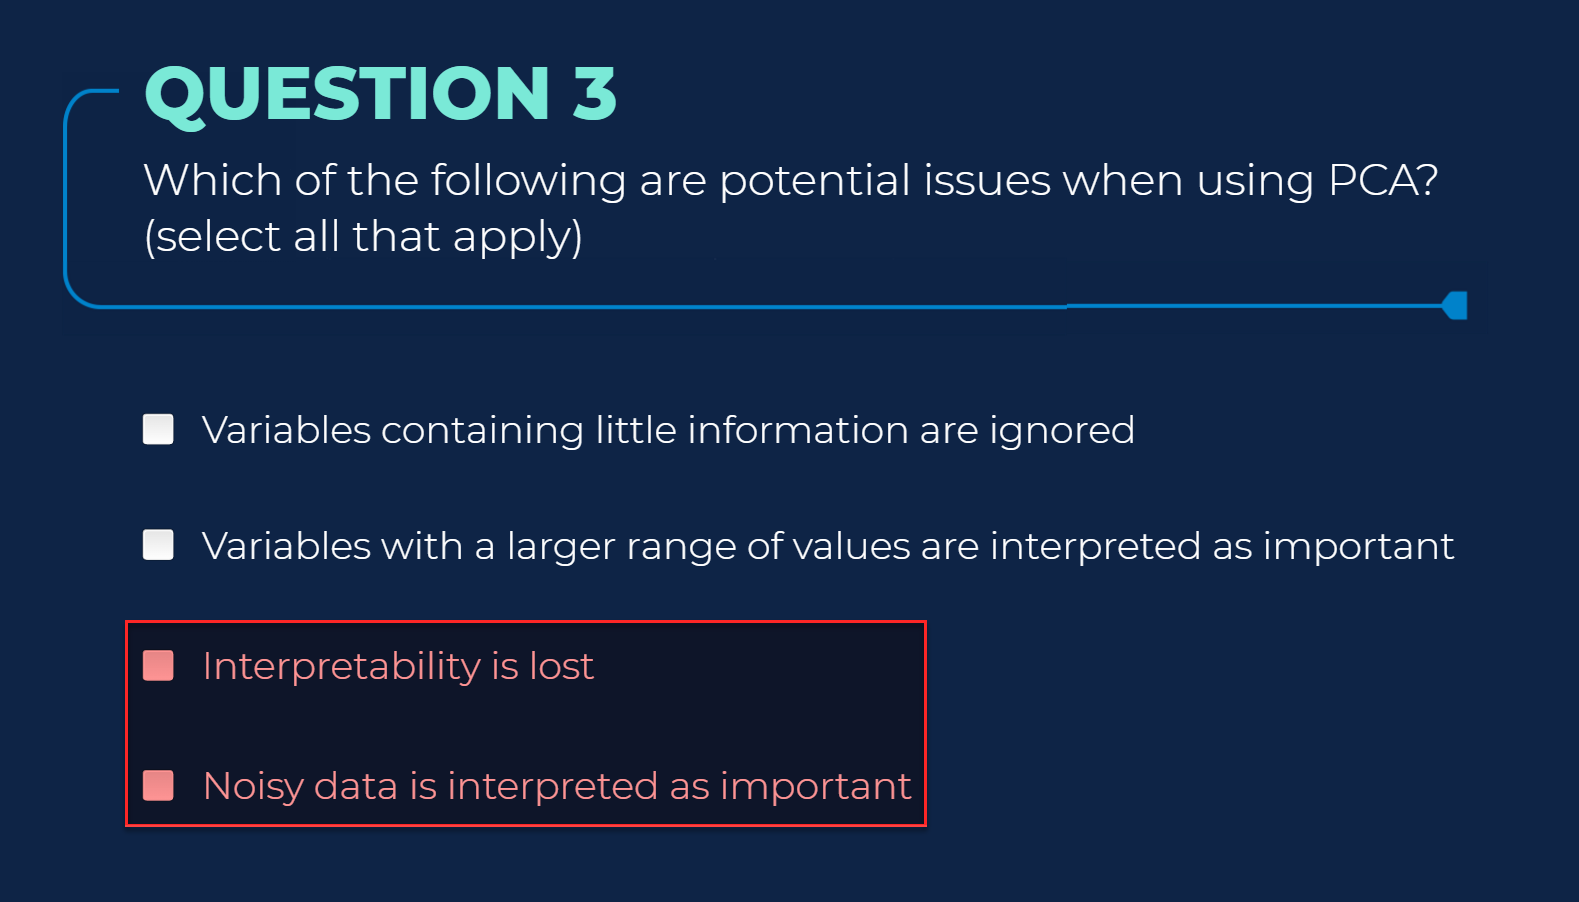 QUESTION 3
Which of the following are potential issues when using PCA?
(select all that apply)
Variables containing little information are ignored
Variables with a larger range of values are interpreted as important
Interpretability is lost
Noisy data is interpreted as important